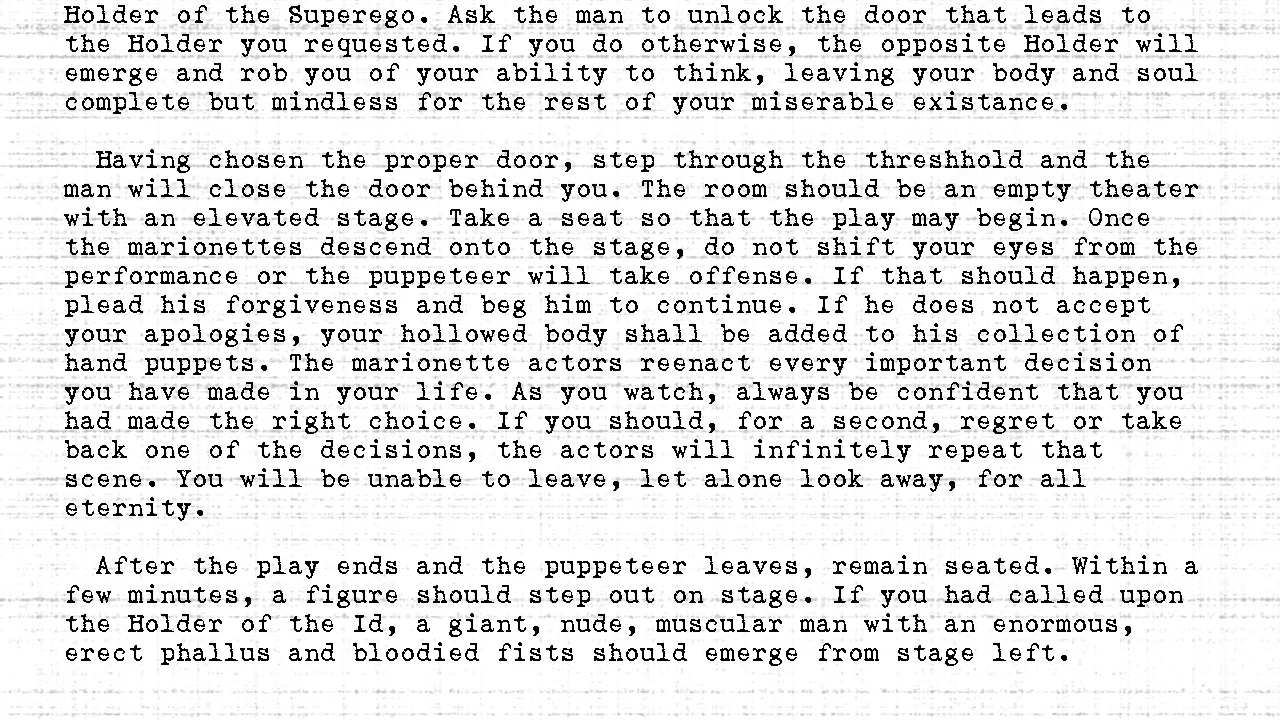 Holder of the Superego. Ask the man to unlock the door that leads to
the Holder you requested. If you do otherwise, the opposite Holder will
emerge and rob you of your ability to think, leaving your body and soul
complete but mindless for the rest of your miserable existance.
Having chosen the proper door, step through the threshhold and the
man will close the door behind you. The room should be an empty theater
with an elevated stage. Take a seat so that the play may begin. Once
the marionettes descend onto the stage, do not shift your eyes from the
performance or the puppeteer will take offense. If that should happen,
plead his forgiveness and beg him to continue. If he does not accept
your apologies, your hollowed body shall be added to his collection of
hand puppets. The marionette actors reenact every important decision
you have made in your life. As you watch, always be confident that you
had made the right choice. If you should, for a second, regret or take
back one of the decisions, the actors will infinitely repeat that
scene. You will be unable to leave, let alone look away, for all
eternity.
After the play ends and the puppeteer leaves, remain seated. Within a
few minutes, a figure should step out on stage. If you had called upon
the Holder of the Id, a giant, nude, muscular man with an enormous,
erect phallus and bloodied fists should emerge from stage left.